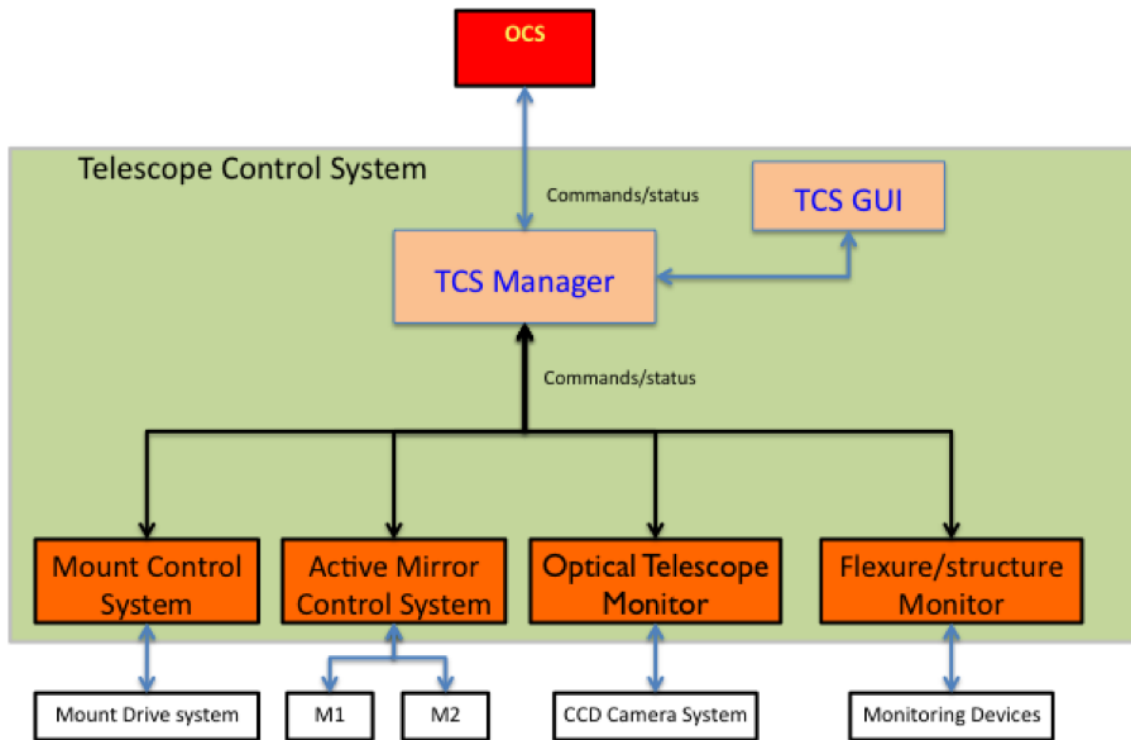 OCS
Telescope Control System
Commands/status
TCS GUI
TCS Manager
Commands/status
Mount Control
System
Active Mirror
Control System
Optical Telescope
Monitor
Flexure/structure
Monitor
Mount Drive system
M1
M2
CCD Camera System
Monitoring Devices